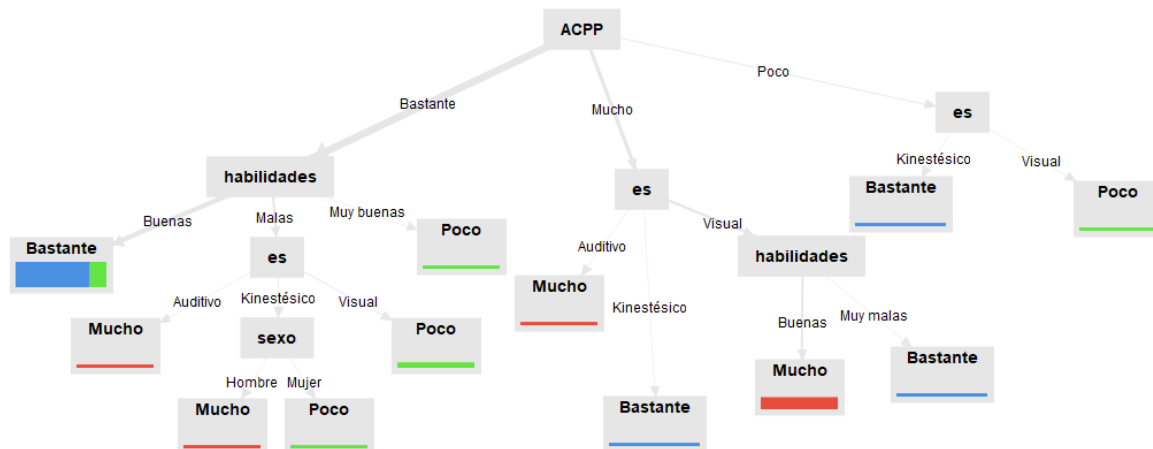 ACPP
Poco
Bastante
Mucho
es
Kinestésico
Visual
habilidades
es
Bastante
Poco
Buenas
Malas
Muy buenas
Auditivo
Visual
Bastante
es
Poco
habilidades
Mucho
Kinestésico
Auditivo
Kinestésico
Visual
Buenas
Muy malas
Mucho
sexo
Poco
Mucho
Bastante
Hombre
Mujer
Mucho
Poco
Bastante